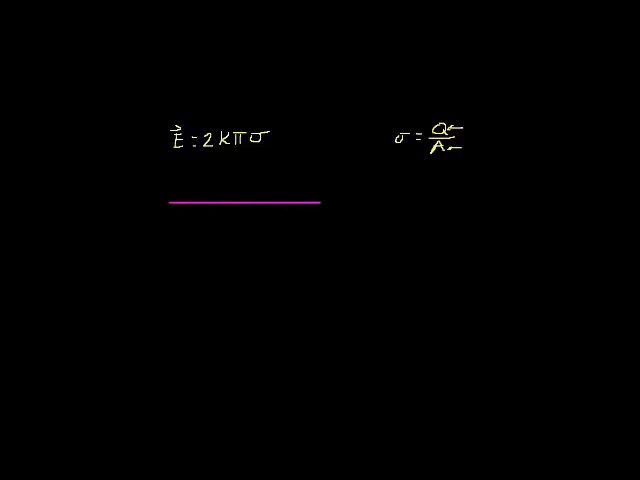 E⃗ = 2Kπσ
σ = Q/A